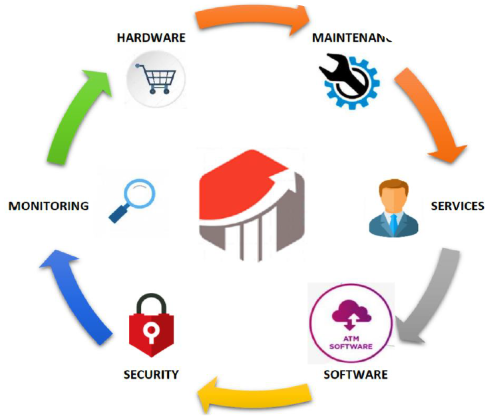 HARDWARE
MAINTENANC
MONITORING
SERVICES
ATM
SOFTWARE
SECURITY
SOFTWARE